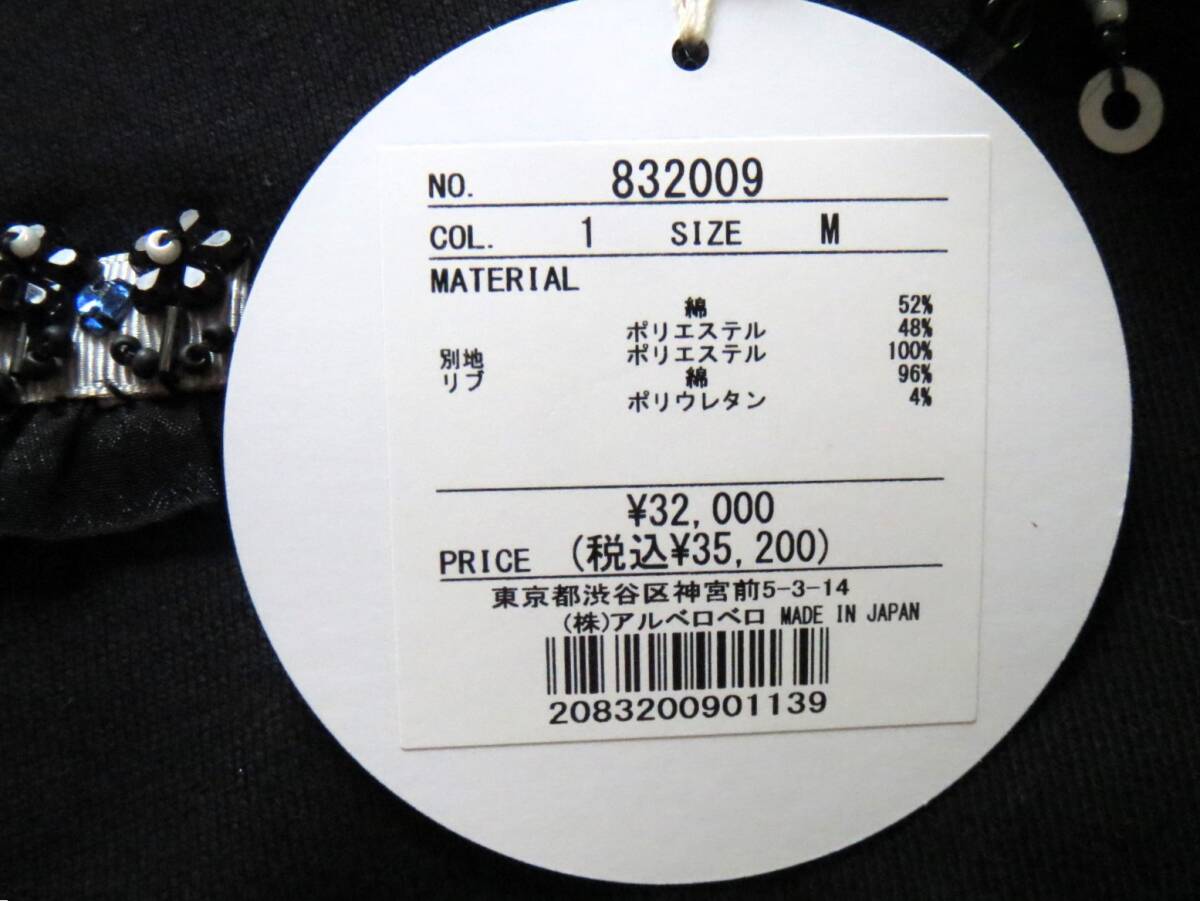 NO. 832009
COL. 1 SIZE M
MATERIAL
綿 52%
ポリエステル 48%
別地 ポリエステル 100%
リブ 綿 96%
ポリウレタン 4%
¥32,000
PRICE (税込¥35,200)
東京都渋谷区神宮前5-3-14
(株)アルベロベロ MADE IN JAPAN
2083200901139